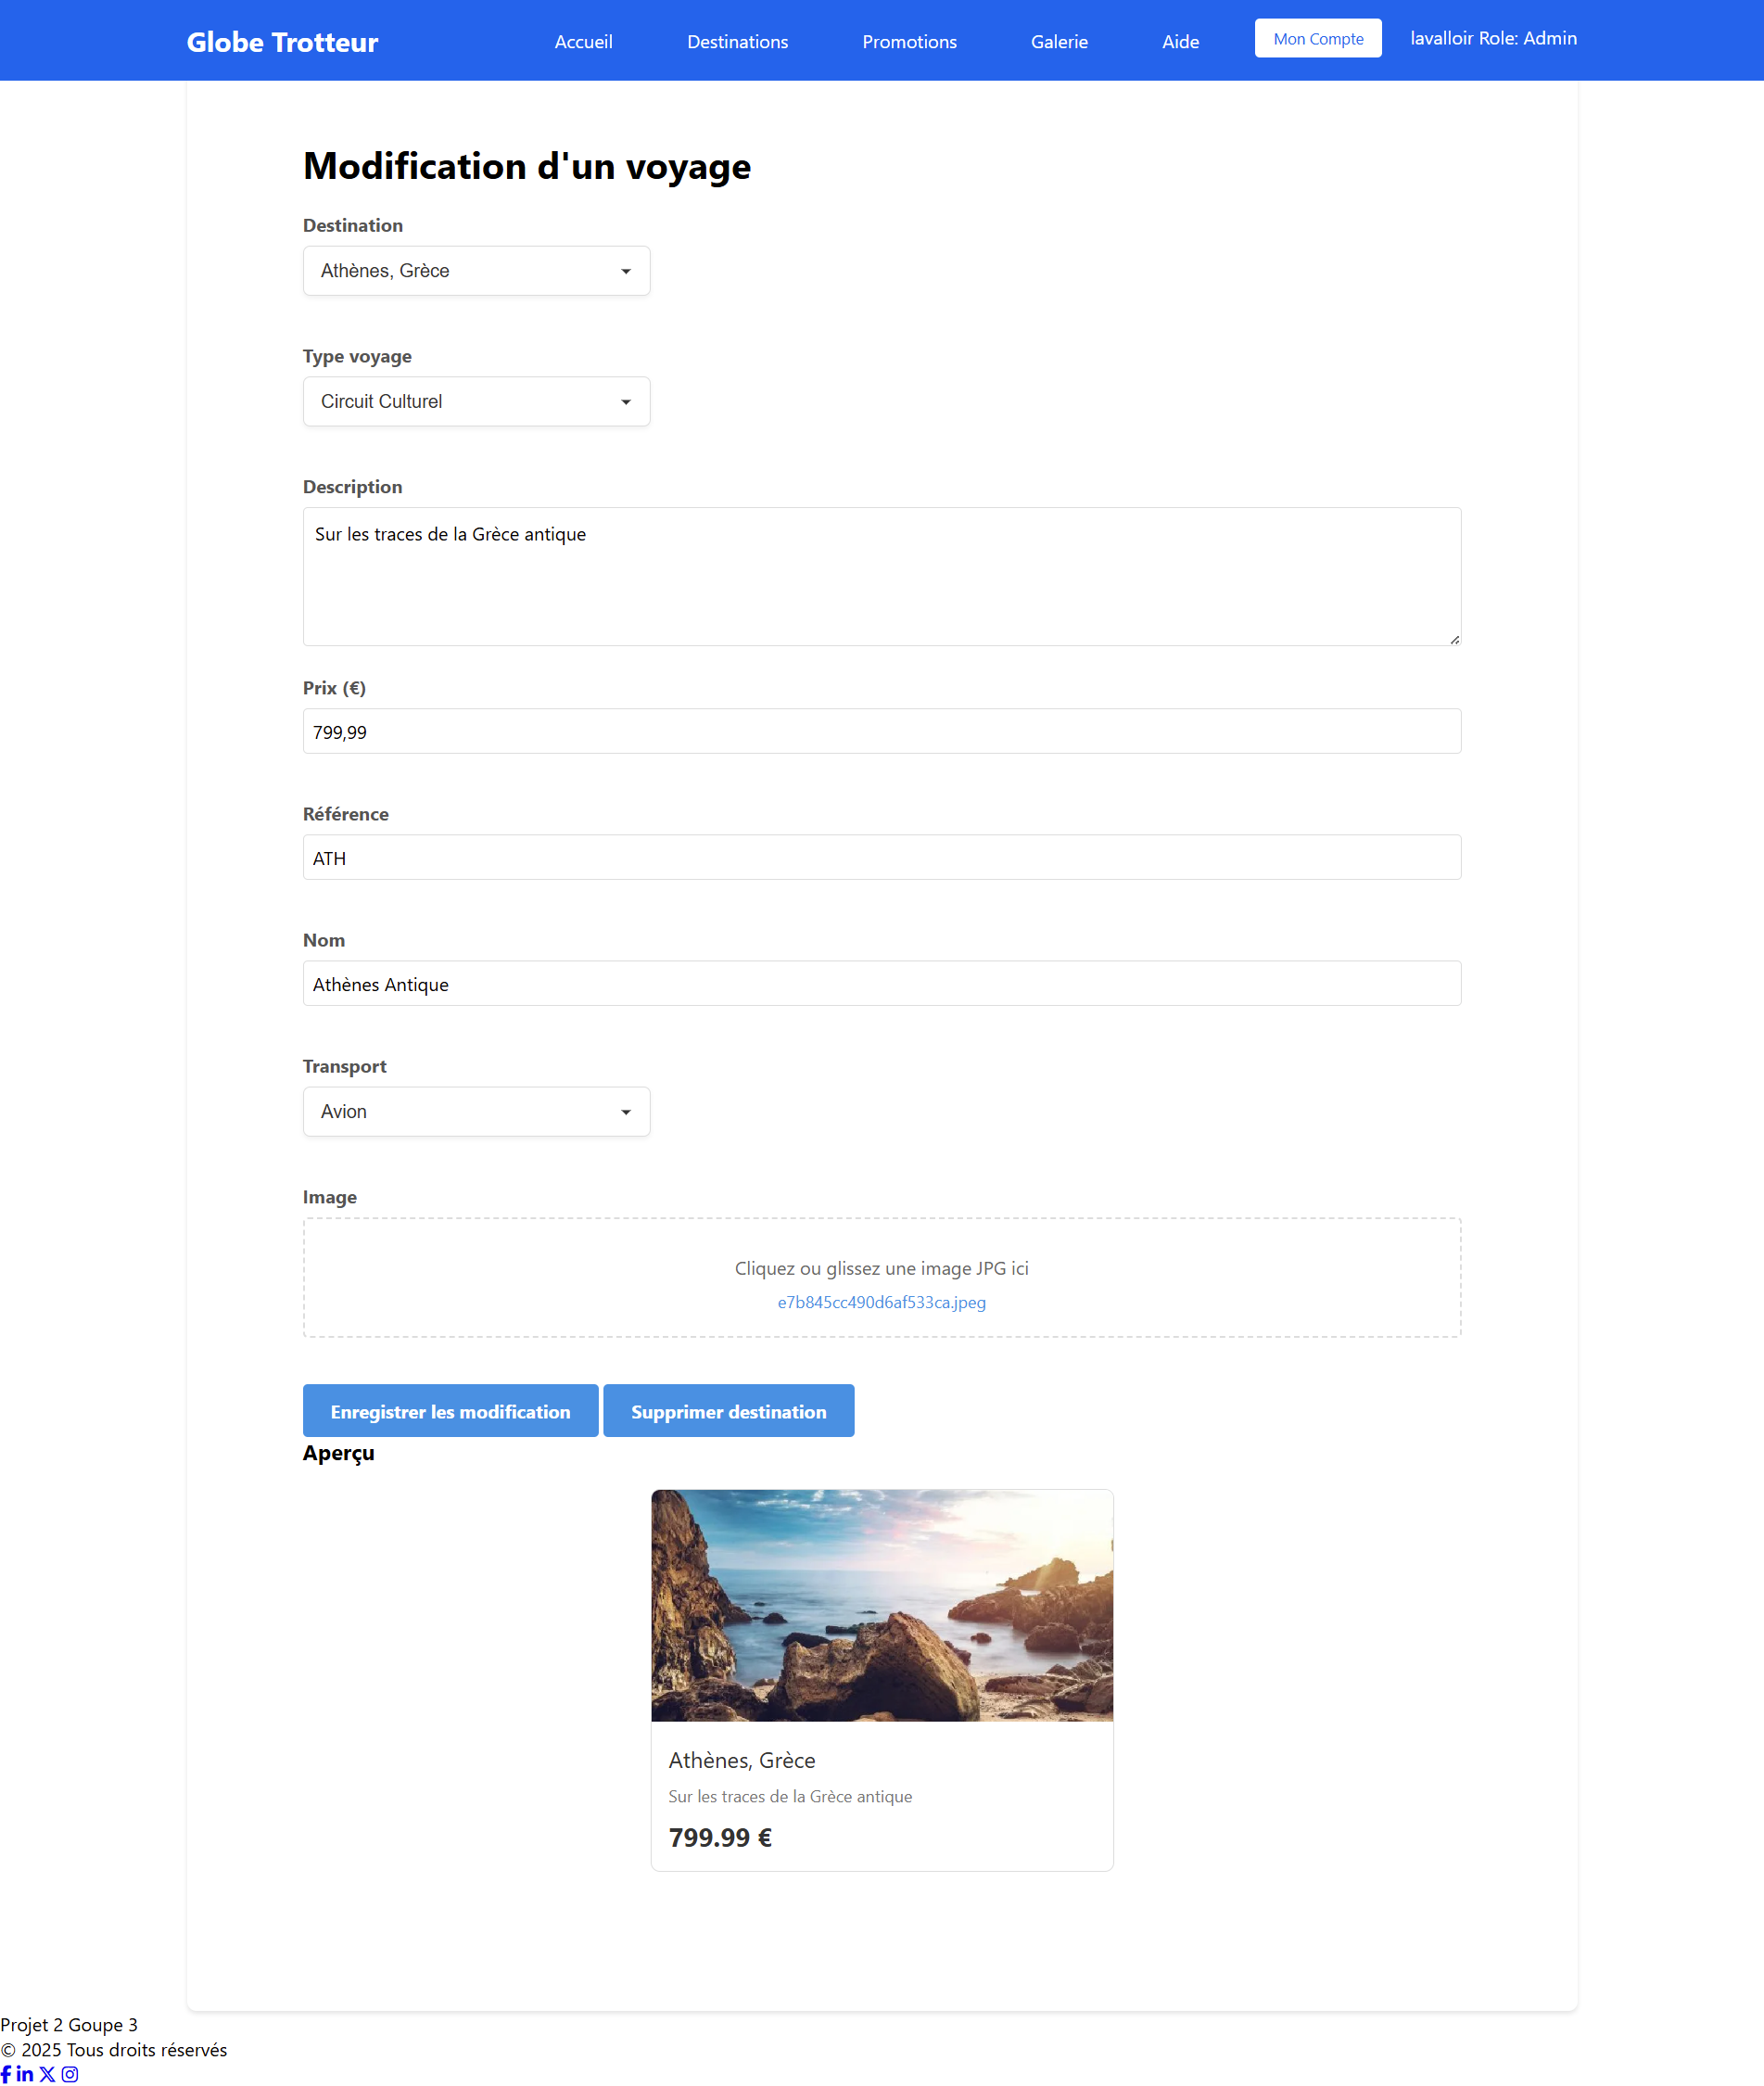 Globe Trotteur Accueil Destinations Promotions Galerie Aide Mon Compte lavalloir Role: Admin
Modification d'un voyage
Destination
Athènes, Grèce
Type voyage
Circuit Culturel
Description
Sur les traces de la Grèce antique
Prix (€)
799,99
Référence
ATH
Nom
Athènes Antique
Transport
Avion
Image
Cliquez ou glissez une image JPG ici
e7b845cc490d6af533ca.jpeg
Enregistrer les modification Supprimer destination
Aperçu
Athènes, Grèce
Sur les traces de la Grèce antique
799.99 €
Projet 2 Goupe 3
© 2025 Tous droits réservés